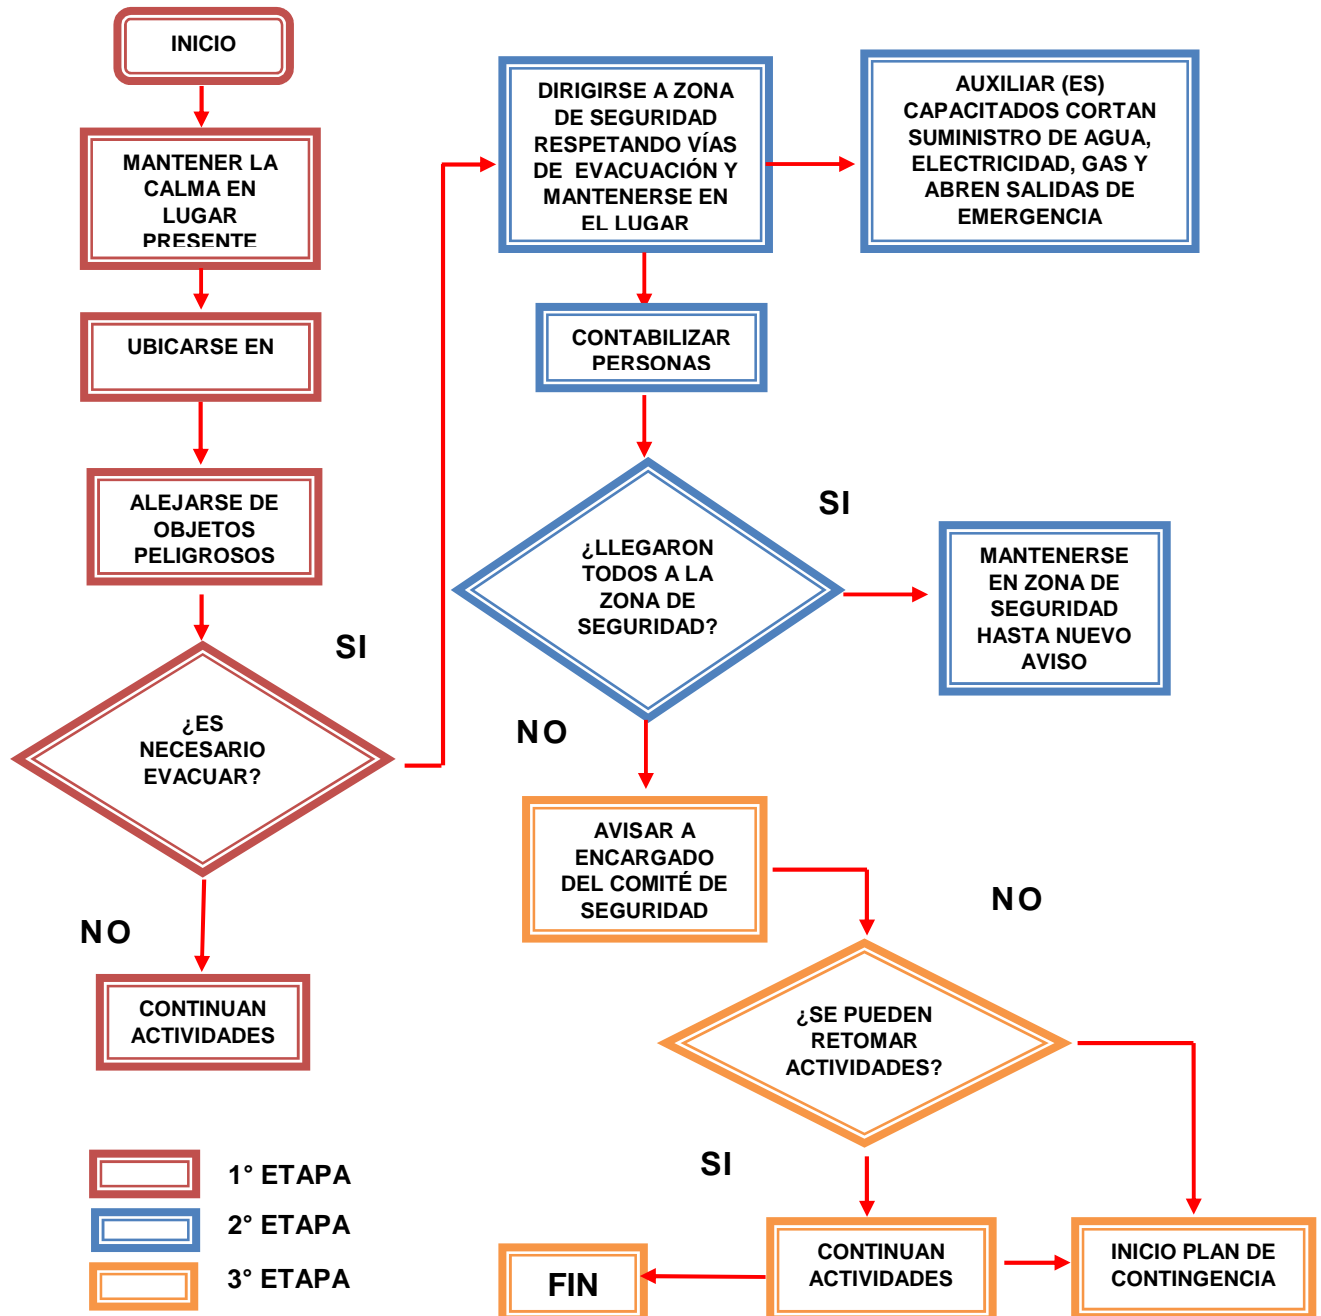 INICIO
MANTENER LA
CALMA EN
LUGAR
PRESENTE
UBICARSE EN
ALEJARSE DE
OBJETOS
PELIGROSOS
¿ES
NECESARIO
EVACUAR?
SI
NO
CONTINUAN
ACTIVIDADES
DIRIGIRSE A ZONA
DE SEGURIDAD
RESPETANDO VÍAS
DE EVACUACIÓN Y
MANTENERSE EN
EL LUGAR
AUXILIAR (ES)
CAPACITADOS CORTAN
SUMINISTRO DE AGUA,
ELECTRICIDAD, GAS Y
ABREN SALIDAS DE
EMERGENCIA
CONTABILIZAR
PERSONAS
¿LLEGARON
TODOS A LA
ZONA DE
SEGURIDAD?
SI
MANTENERSE
EN ZONA DE
SEGURIDAD
HASTA NUEVO
AVISO
NO
AVISAR A
ENCARGADO
DEL COMITÉ DE
SEGURIDAD
NO
¿SE PUEDEN
RETOMAR
ACTIVIDADES?
SI
CONTINUAN
ACTIVIDADES
INICIO PLAN DE
CONTINGENCIA
FIN
1° ETAPA
2° ETAPA
3° ETAPA